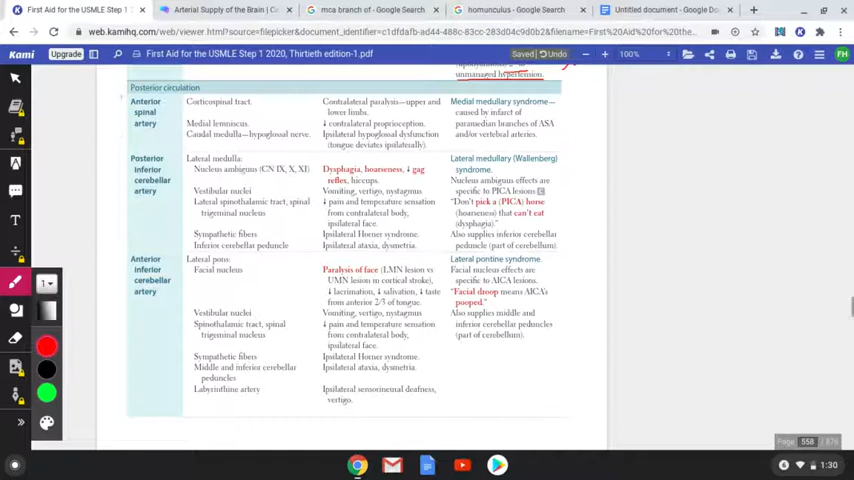 First Aid for the USMLE Ste
Arterial Supply of the Brain | C
mca branch of - Google Search
homunculus - Google Search
Untitled document - Google Do
web.kamihq.com/web/viewer.html?source=filepicker&document_identifier=c1dfdafb-ad44-488c-83cc-283d04c9d0b2&filename=First%20Aid%20for%20the
Kami
Upgrade
First Aid for the USMLE Step 1 2020, Thirtieth edition-1.pdf
Saved
Undo
100%
FH
unmanaged hypertension.
Posterior circulation
Anterior spinal artery
Corticospinal tract.
Contralateral paralysis—upper and
lower limbs.
Medial lemniscus.
↓ contralateral proprioception.
Caudal medulla—hypoglossal nerve.
Ipsilateral hypoglossal dysfunction
(tongue deviates ipsilaterally).
Medial medullary syndrome—
caused by infarct of
paramedian branches of ASA
and/or vertebral arteries.
Posterior inferior cerebellar artery
Lateral medulla:
Nucleus ambiguus (CN IX, X, XI)
Dysphagia, hoarseness, ↓ gag
reflex, hiccups.
Vestibular nuclei
Vomiting, vertigo, nystagmus
Lateral spinothalamic tract, spinal
trigeminal nucleus
↓ pain and temperature sensation
from contralateral body,
ipsilateral face.
Sympathetic fibers
Ipsilateral Horner syndrome.
Inferior cerebellar peduncle
Ipsilateral ataxia, dysmetria.
Lateral medullary (Wallenberg)
syndrome.
Nucleus ambiguus effects are
specific to PICA lesions
“Don't pick a (PICA) horse
(hoarseness) that can't eat
(dysphagia).”
Also supplies inferior cerebellar
peduncle (part of cerebellum).
Anterior inferior cerebellar artery
Lateral pons:
Facial nucleus
Paralysis of face (LMN lesion vs
UMN lesion in cortical stroke),
↓ lacrimation, ↓ salivation, ↓ taste
from anterior 2/3 of tongue.
Vestibular nuclei
Vomiting, vertigo, nystagmus
Spinothalamic tract, spinal
trigeminal nucleus
↓ pain and temperature sensation
from contralateral body,
ipsilateral face.
Sympathetic fibers
Ipsilateral Horner syndrome.
Middle and inferior cerebellar
peduncles
Ipsilateral ataxia, dysmetria.
Labyrinthine artery
Ipsilateral sensorineural deafness,
vertigo.
Lateral pontine syndrome.
Facial nucleus effects are
specific to AICA lesions.
“Facial droop means AICA's
pooped.”
Also supplies middle and
inferior cerebellar peduncles
(part of cerebellum).
Page 558 / 876
1:30